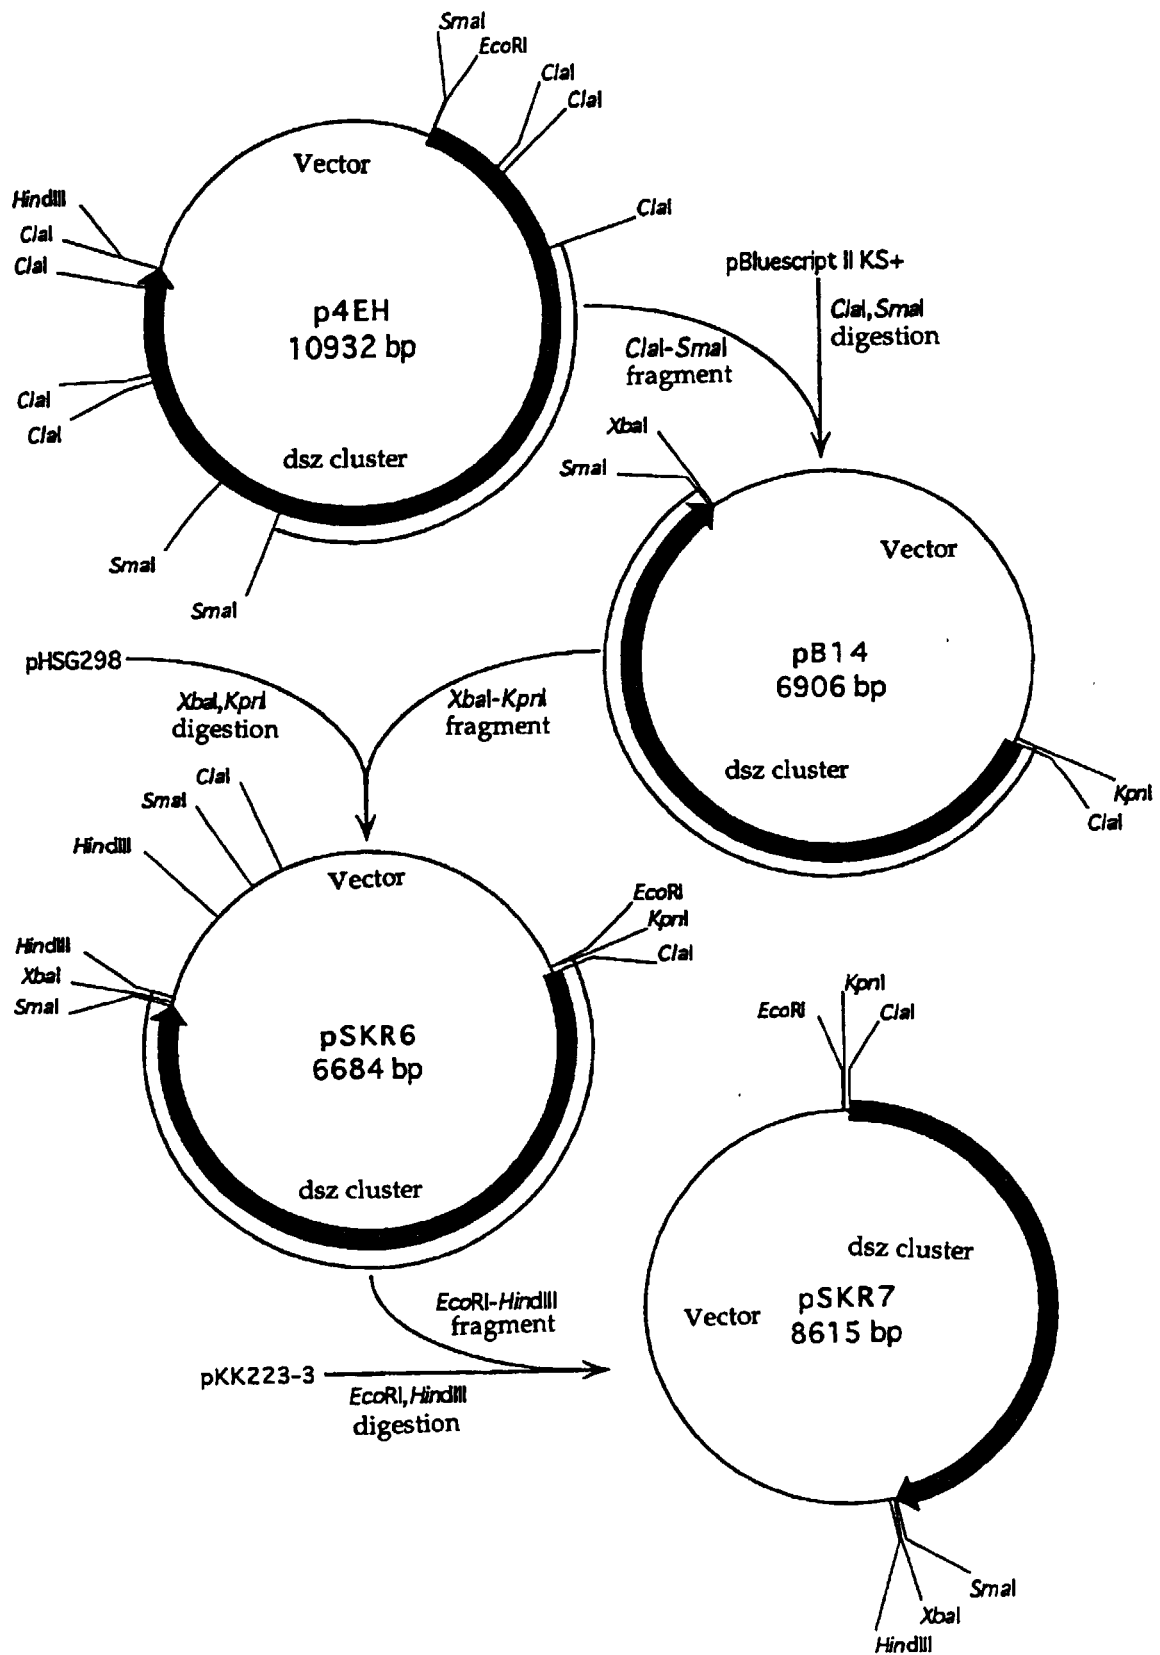 SmaI
EcoRI
ClaI
ClaI
Vector
HindIII
ClaI
ClaI
ClaI
p4EH
10932 bp
ClaI
ClaI
dsz cluster
SmaI
SmaI
pBluescript II KS+
ClaI, SmaI
digestion
ClaI-SmaI
fragment
XbaI
SmaI
Vector
pB14
6906 bp
dsz cluster
KpnI
ClaI
pHSG298
XbaI, KpnI
digestion
XbaI-KpnI
fragment
ClaI
SmaI
HindIII
Vector
HindIII
XbaI
SmaI
EcoRI
KpnI
ClaI
pSKR6
6684 bp
dsz cluster
EcoRI-HindIII
fragment
pKK223-3
EcoRI, HindIII
digestion
KpnI
EcoRI
ClaI
dsz cluster
Vector
pSKR7
8615 bp
SmaI
XbaI
HindIII